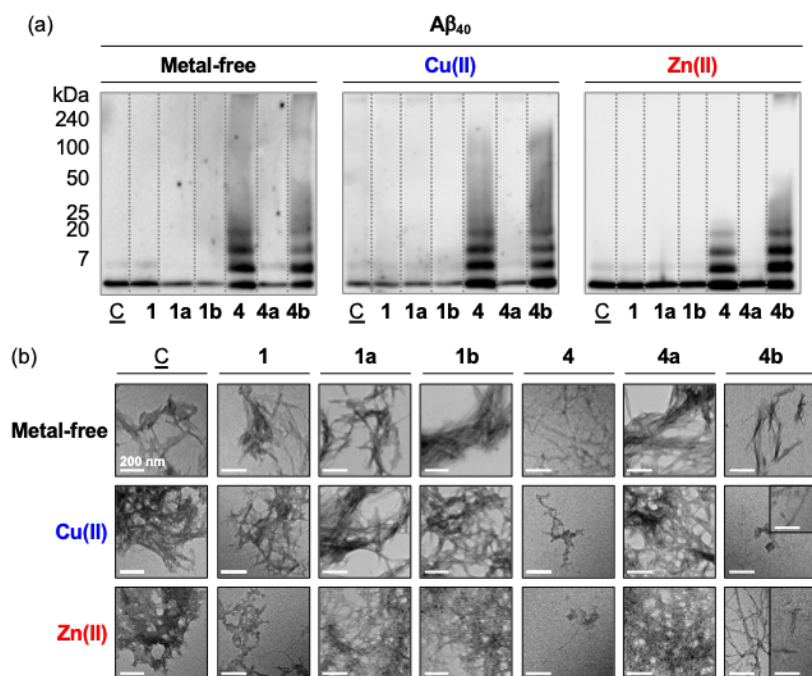 (a)
Aβ40
Metal-free Cu(II) Zn(II)
kDa
240
100
50
25
20
7
C 1 1a 1b 4 4a 4b C 1 1a 1b 4 4a 4b C 1 1a 1b 4 4a 4b
(b) C 1 1a 1b 4 4a 4b
Metal-free
200 nm
Cu(II)
Zn(II)